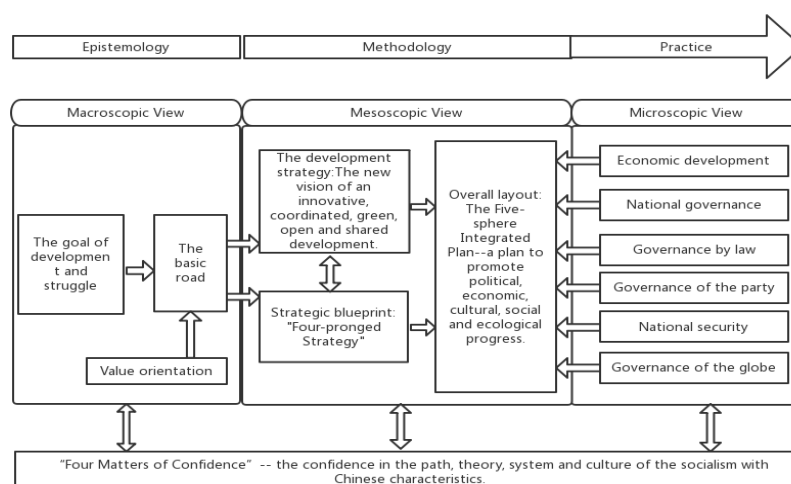 Epistemology
Methodology
Practice
Macroscopic View
Mesoscopic View
Microscopic View
The goal of
developmen
t and
struggle
The
basic
road
Value orientation
The development
strategy:The new
vision of an
innovative,
coordinated, green,
open and shared
development.
Strategic blueprint:
"Four-pronged
Strategy"
Overall layout:
The Five-
sphere
Integrated
Plan--a plan to
promote
political,
economic,
cultural, social
and ecological
progress.
Economic development
National governance
Governance by law
Governance of the party
National security
Governance of the globe
“Four Matters of Confidence” -- the confidence in the path, theory, system and culture of the socialism with
Chinese characteristics.